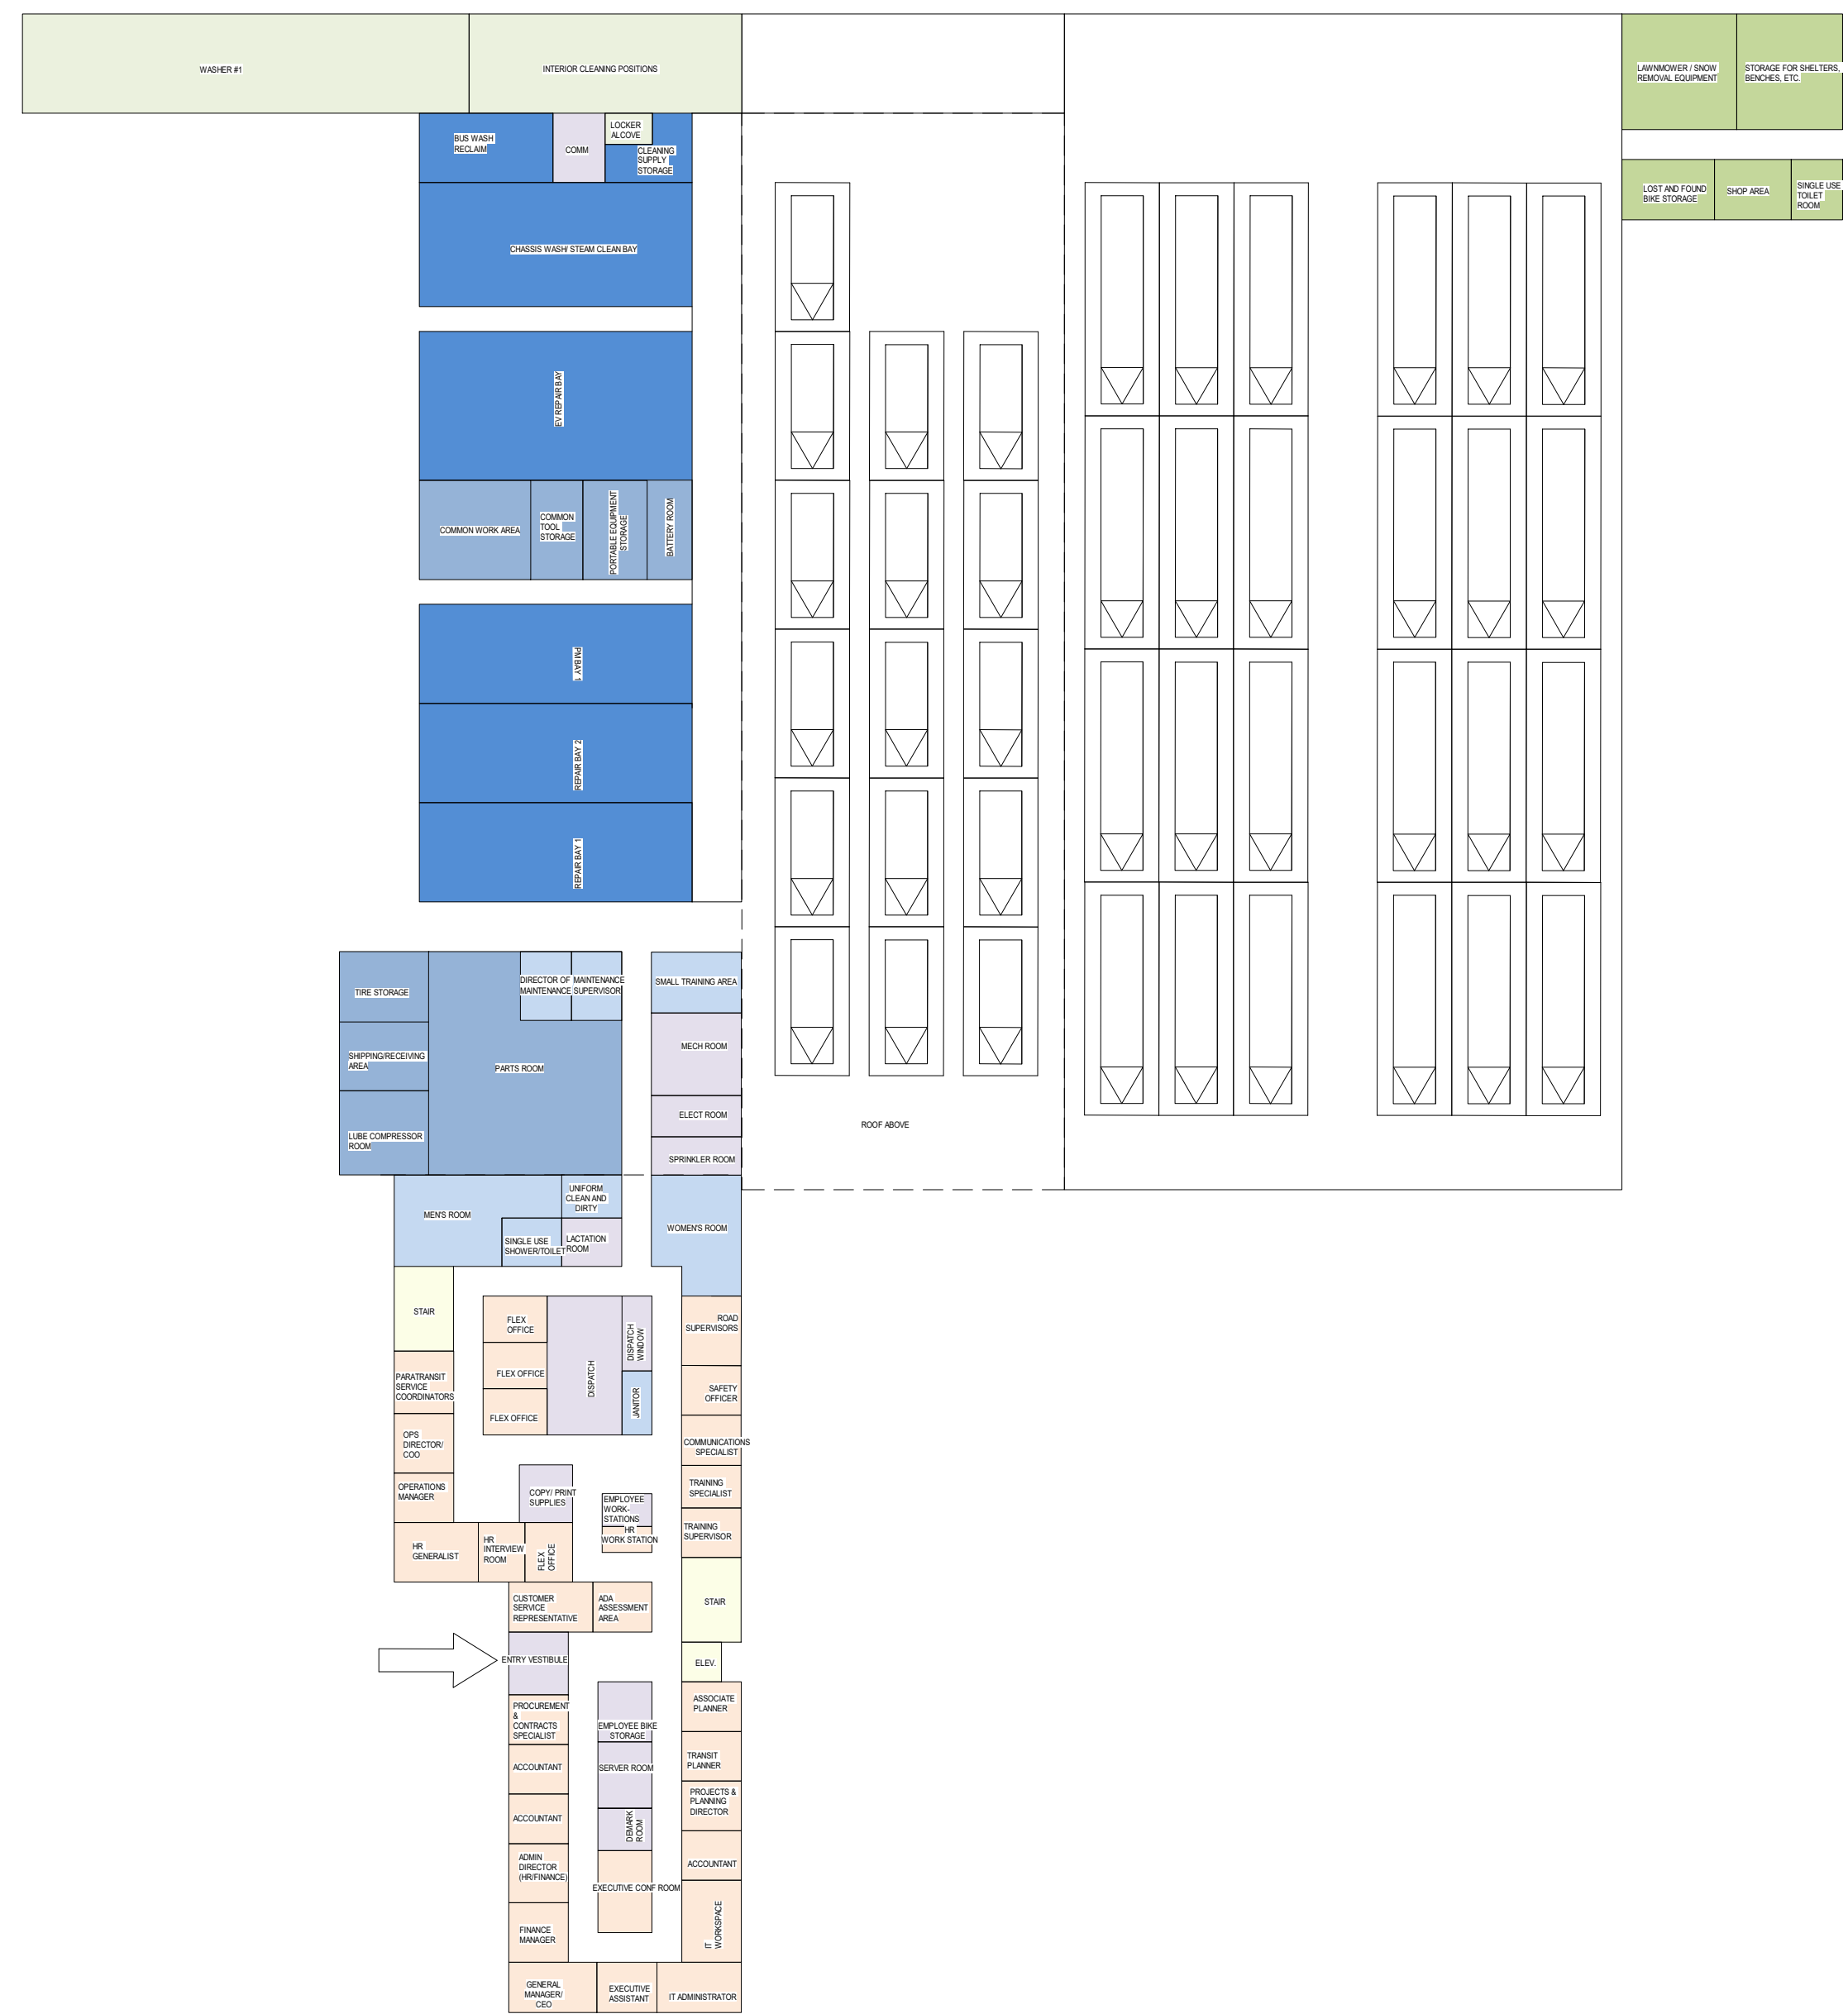 WASHER #1
INTERIOR CLEANING POSITIONS
LAWNMOWER / SNOW
REMOVAL EQUIPMENT
STORAGE FOR SHELTERS,
BENCHES, ETC.
BUS WASH
RECLAIM
COMM
LOCKER
ALCOVE
CLEANING
SUPPLY
STORAGE
LOST AND FOUND
BIKE STORAGE
SHOP AREA
SINGLE USE
TOILET
ROOM
CHASSIS WASH/ STEAM CLEAN BAY
EV REPAIR BAY
COMMON WORK AREA
COMMON
TOOL
STORAGE
PORTABLE EQUIPMENT
STORAGE
BATTERY ROOM
PM BAY 1
REPAIR BAY 2
REPAIR BAY 1
TIRE STORAGE
DIRECTOR OF
MAINTENANCE
MAINTENANCE
SUPERVISOR
SMALL TRAINING AREA
SHIPPING/RECEIVING
AREA
PARTS ROOM
MECH ROOM
LUBE COMPRESSOR
ROOM
ELECT ROOM
SPRINKLER ROOM
ROOF ABOVE
MEN'S ROOM
UNIFORM
CLEAN AND
DIRTY
SINGLE USE
SHOWER/TOILET
LACTATION
ROOM
WOMEN'S ROOM
STAIR
FLEX
OFFICE
FLEX OFFICE
FLEX OFFICE
DISPATCH
DISPATCH
WINDOW
JANITOR
ROAD
SUPERVISORS
SAFETY
OFFICER
PARATRANSIT
SERVICE
COORDINATORS
OPS
DIRECTOR/
COO
OPERATIONS
MANAGER
COMMUNICATIONS
SPECIALIST
TRAINING
SPECIALIST
TRAINING
SUPERVISOR
COPY/ PRINT
SUPPLIES
EMPLOYEE
WORK-
STATIONS
HR
WORK STATION
HR
GENERALIST
HR
INTERVIEW
ROOM
FLEX
OFFICE
CUSTOMER
SERVICE
REPRESENTATIVE
ADA
ASSESSMENT
AREA
STAIR
ENTRY VESTIBULE
ELEV.
PROCUREMENT
&
CONTRACTS
SPECIALIST
EMPLOYEE BIKE
STORAGE
ASSOCIATE
PLANNER
ACCOUNTANT
SERVER ROOM
TRANSIT
PLANNER
ACCOUNTANT
DEMARK
ROOM
PROJECTS &
PLANNING
DIRECTOR
ADMIN
DIRECTOR
(HR/FINANCE)
EXECUTIVE CONF ROOM
ACCOUNTANT
FINANCE
MANAGER
IT
WORKSPACE
GENERAL
MANAGER/
CEO
EXECUTIVE
ASSISTANT
IT ADMINISTRATOR